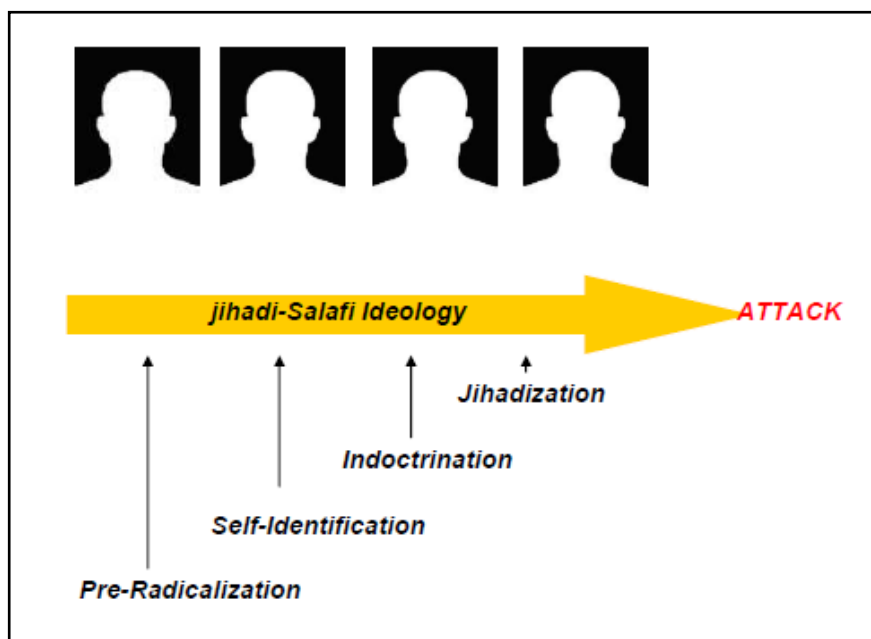 jihadi-Salafi Ideology
ATTACK
Jihadization
Indoctrination
Self-Identification
Pre-Radicalization